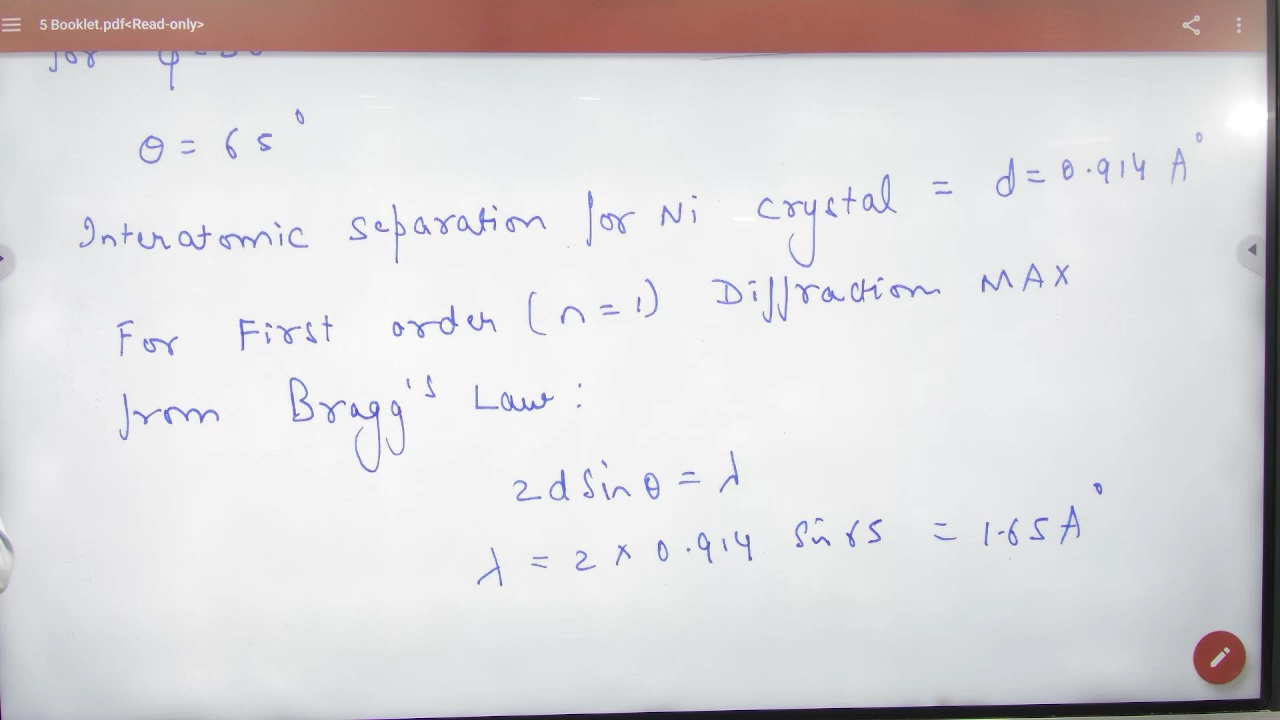 5 Booklet.pdf<Read-only>
for φ
θ = 65°
Interatomic separation for Ni crystal = d = 0.914 A°
For First order (n=1) Diffraction MAX
from Bragg's Law :
2d Sin θ = λ
λ = 2 x 0.914 Sin 65 = 1.65 A°